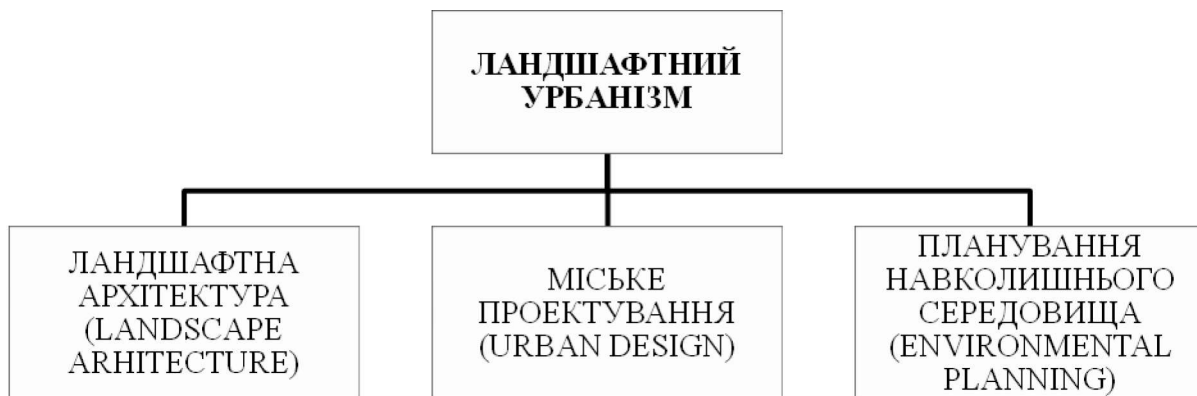 ЛАНДШАФТНИЙ
УРБАНІЗМ
ЛАНДШАФТНА
АРХІТЕКТУРА
(LANDSCAPE
ARHITECTURE)
МІСЬКЕ
ПРОЕКТУВАННЯ
(URBAN DESIGN)
ПЛАНУВАННЯ
НАВКОЛИШНЬОГО
СЕРЕДОВИЩА
(ENVIRONMENTAL
PLANNING)